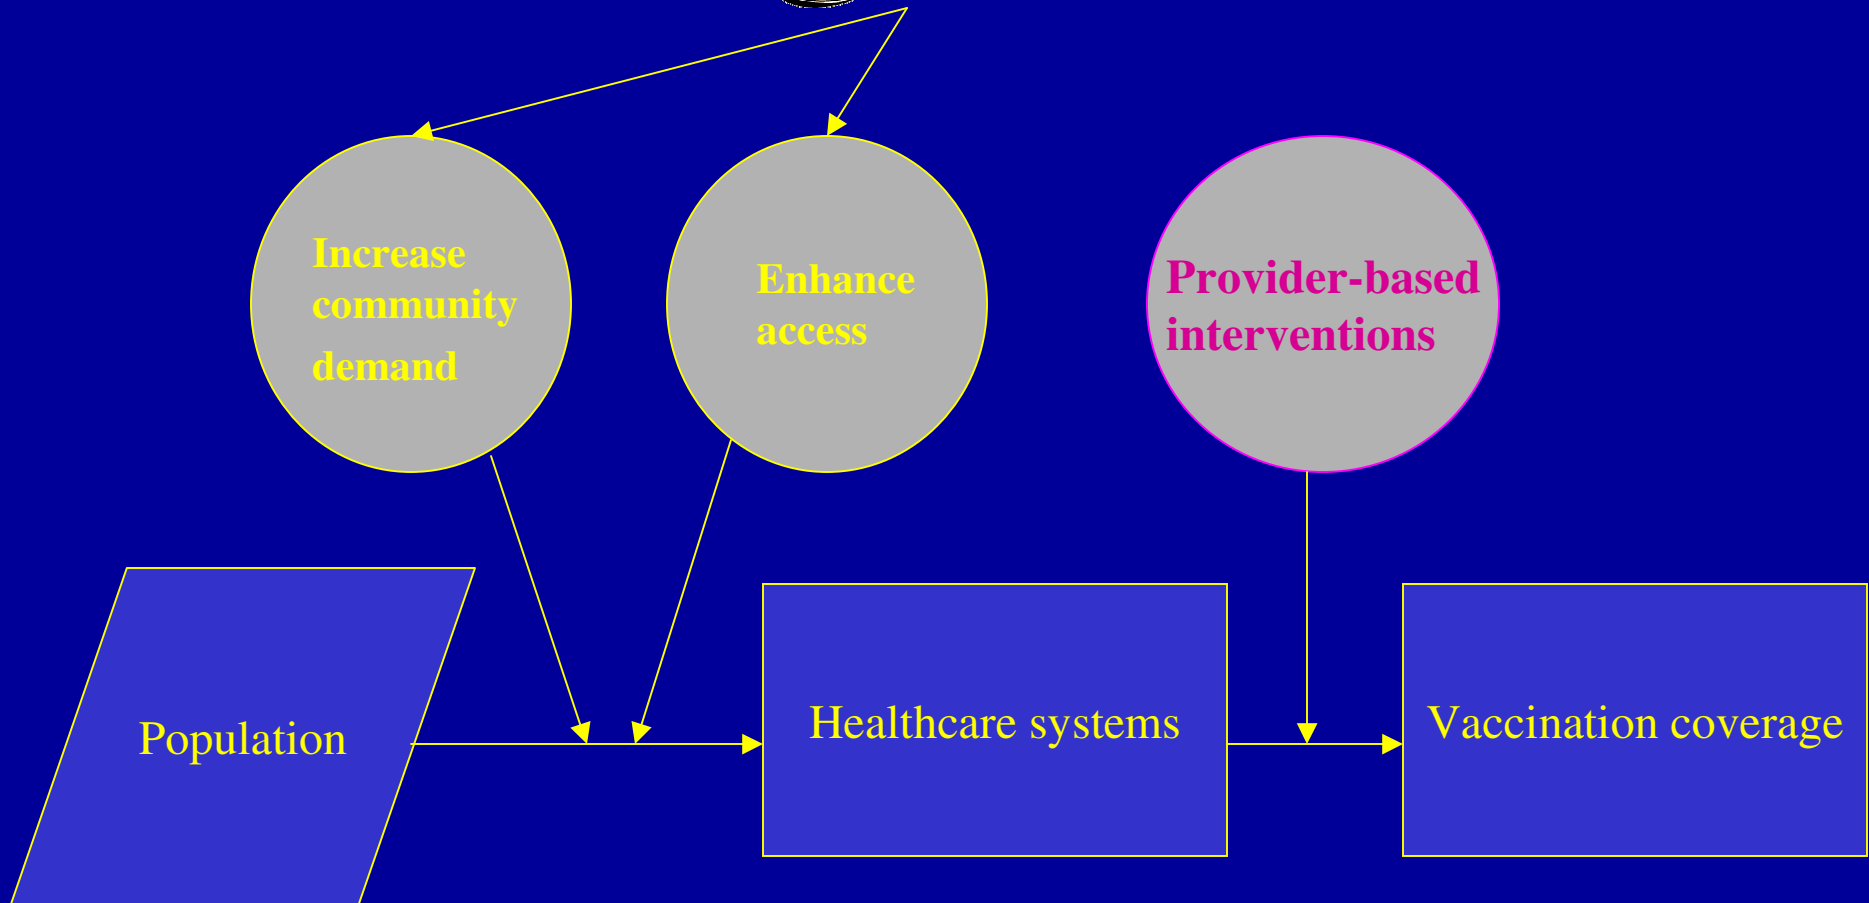 Increase
community
demand
Enhance
access
Provider-based
interventions
Population
Healthcare systems
Vaccination coverage